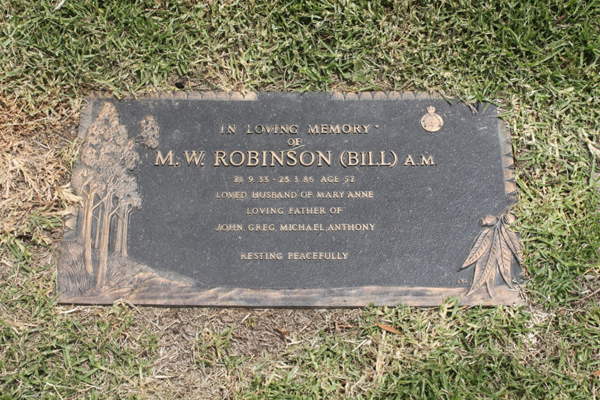 IN LOVING MEMORY
OF
M.W. ROBINSON (BILL) A.M.
21.9.33 - 25.3.86 AGE 52
LOVED HUSBAND OF MARY ANNE
LOVING FATHER OF
JOHN, GREG, MICHAEL, ANTHONY
RESTING PEACEFULLY